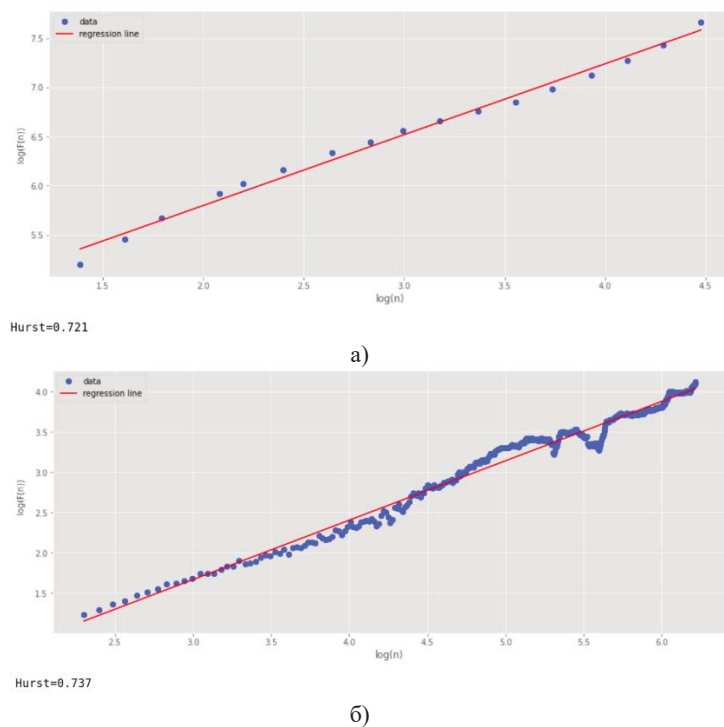 data
regression line
7.5
7.0
6.5
6.0
5.5
log(F(n))
1.5 2.0 2.5 3.0 3.5 4.0 4.5
log(n)
Hurst=0.721
а)
data
regression line
4.0
3.5
3.0
2.5
2.0
1.5
log(F(n))
2.5 3.0 3.5 4.0 4.5 5.0 5.5 6.0
log(n)
Hurst=0.737
б)